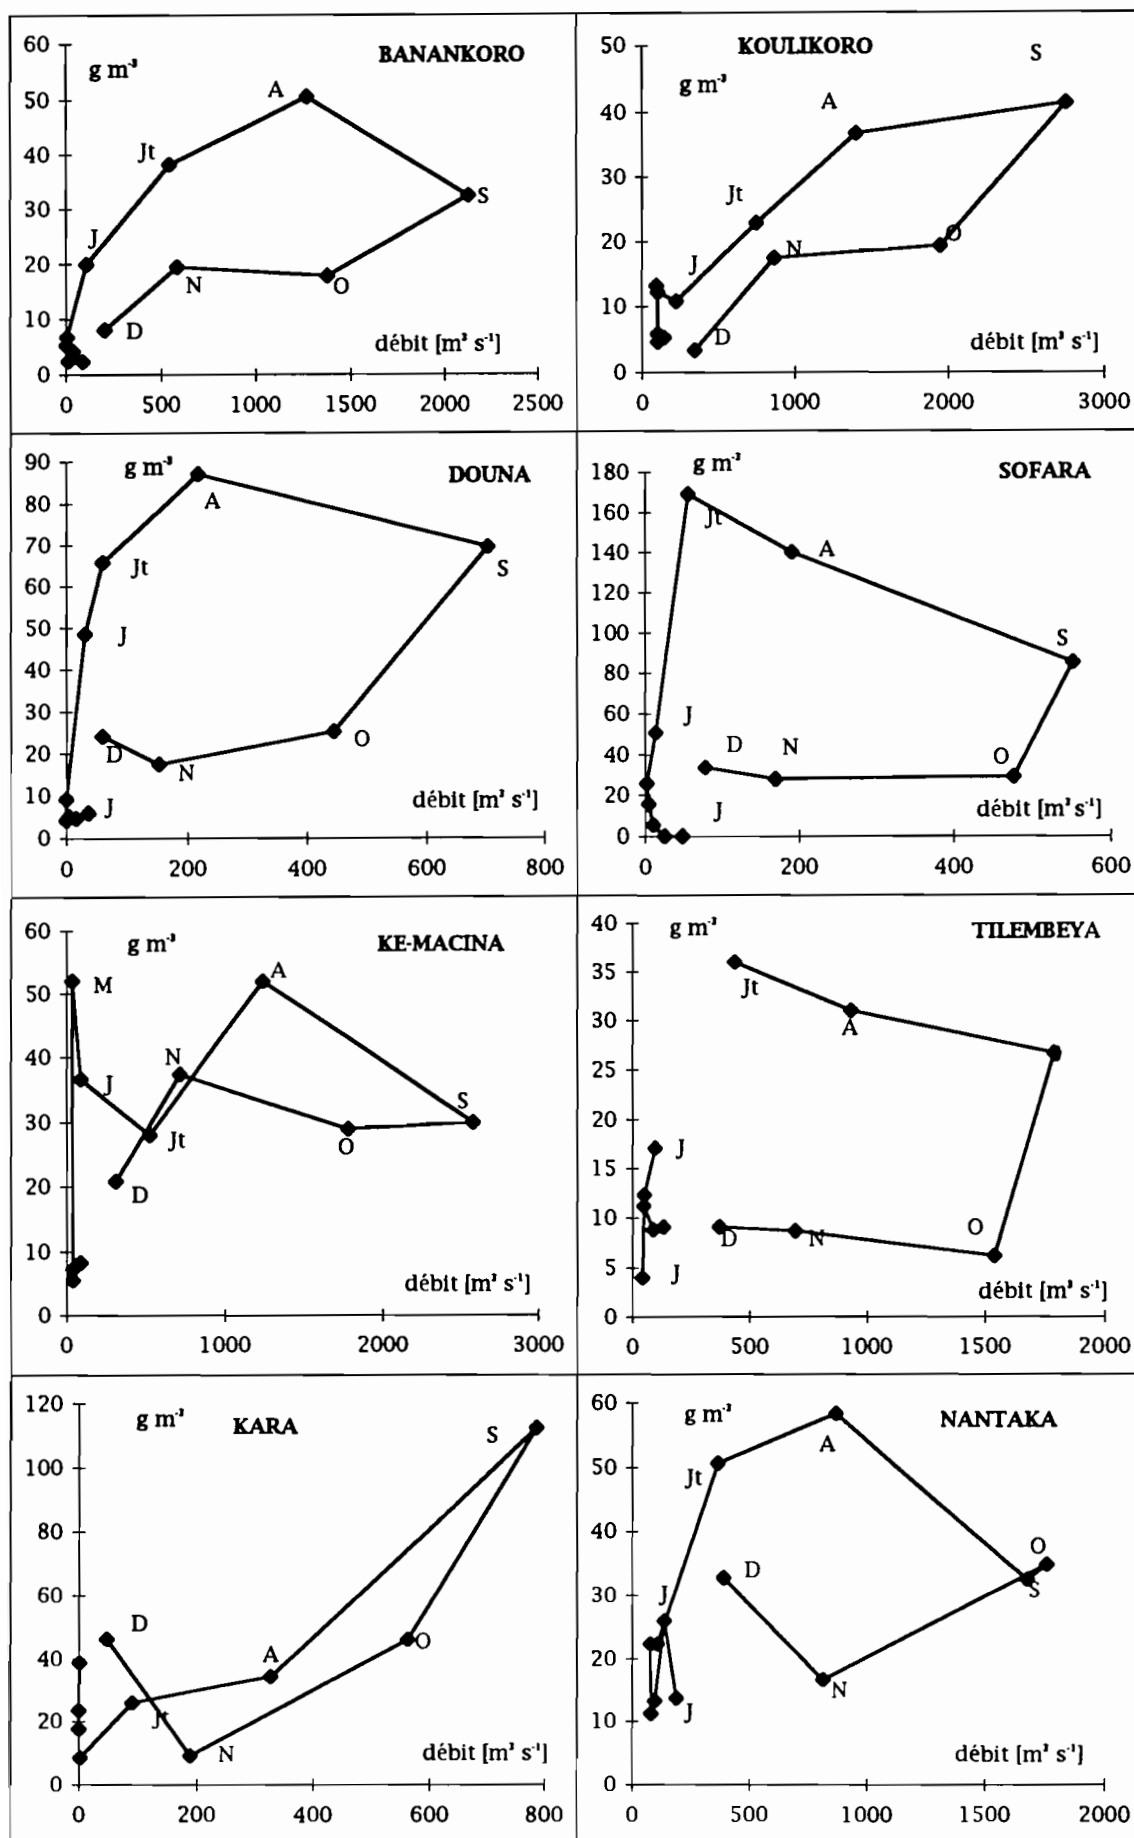 BANANKORO
g m⁻³
60
50
40
30
20
10
0
A
Jt
J
S
N
O
D
débit [m³ s⁻¹]
0 500 1000 1500 2000 2500
KOULIKORO
S
g m⁻³
50
40
30
20
10
0
A
Jt
J
N
O
D
débit [m³ s⁻¹]
0 1000 2000 3000
DOUNA
g m⁻³
90
80
70
60
50
40
30
20
10
0
A
Jt
S
J
O
D
N
J
débit [m³ s⁻¹]
0 200 400 600 800
SOFARA
g m⁻³
180
160
140
120
100
80
60
40
20
0
Jt
A
S
J
D
N
O
J
débit [m³ s⁻¹]
0 200 400 600
KE-MACINA
g m⁻³
60
50
40
30
20
10
0
M
A
N
J
S
Jt
O
D
débit [m³ s⁻¹]
0 1000 2000 3000
TILEMBEYA
g m⁻³
40
35
30
25
20
15
10
5
0
Jt
A
J
D
N
O
J
débit [m³ s⁻¹]
0 500 1000 1500 2000
KARA
g m⁻³
120
100
80
60
40
20
0
S
D
A
O
Jt
N
débit [m³ s⁻¹]
0 200 400 600 800
NANTAKA
g m⁻³
60
50
40
30
20
10
0
A
Jt
O
D
S
J
N
J
débit [m³ s⁻¹]
0 500 1000 1500 2000